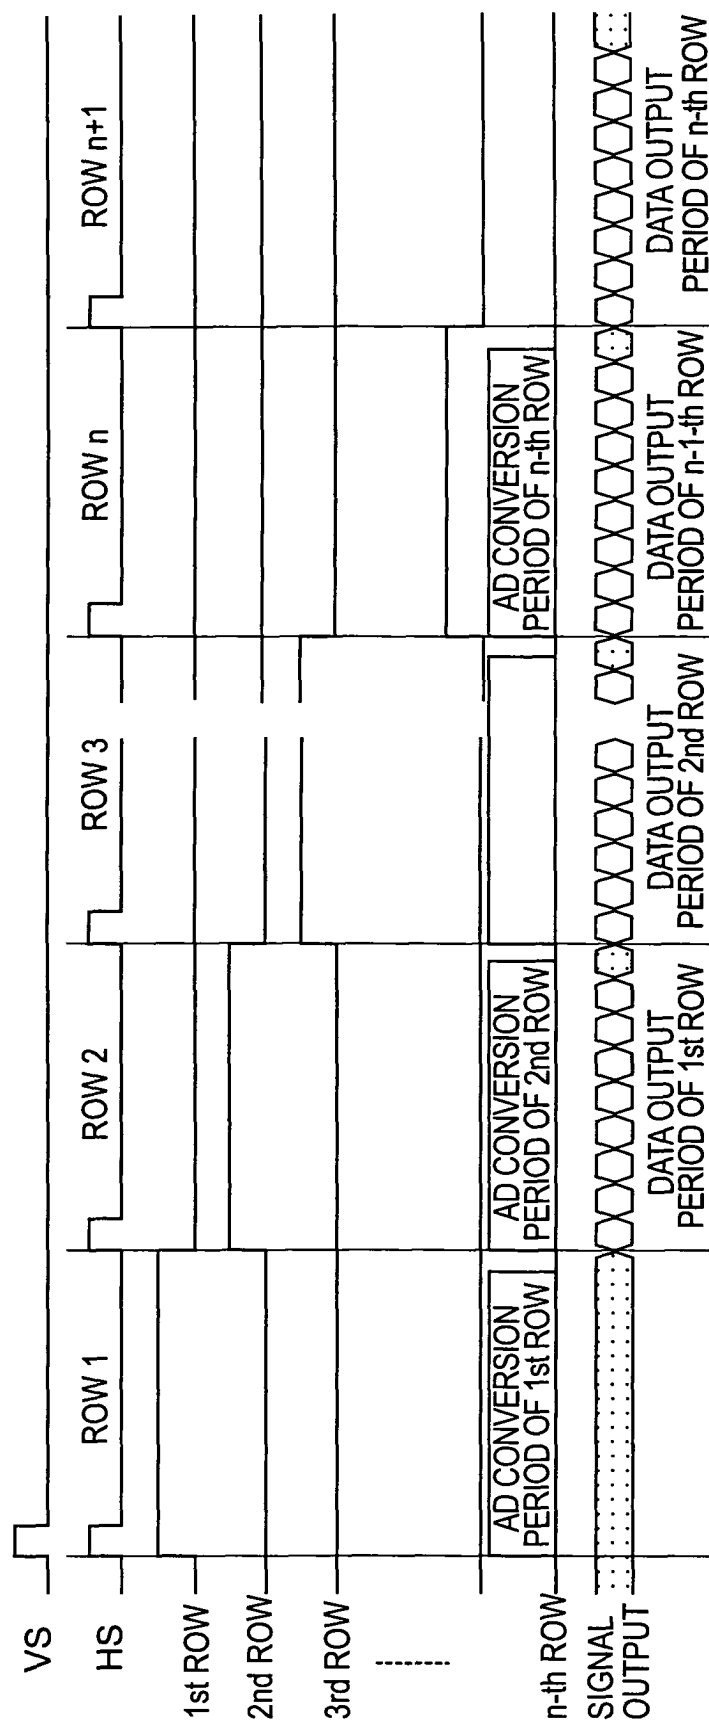 VS
HS
ROW 1
ROW 2
ROW 3
ROW n
ROW n+1
1st ROW
2nd ROW
3rd ROW
n-th ROW
AD CONVERSION
PERIOD OF 1st ROW
AD CONVERSION
PERIOD OF 2nd ROW
AD CONVERSION
PERIOD OF n-th ROW
SIGNAL
OUTPUT
DATA OUTPUT
PERIOD OF 1st ROW
DATA OUTPUT
PERIOD OF 2nd ROW
DATA OUTPUT
PERIOD OF n-1-th ROW
DATA OUTPUT
PERIOD OF n-th ROW